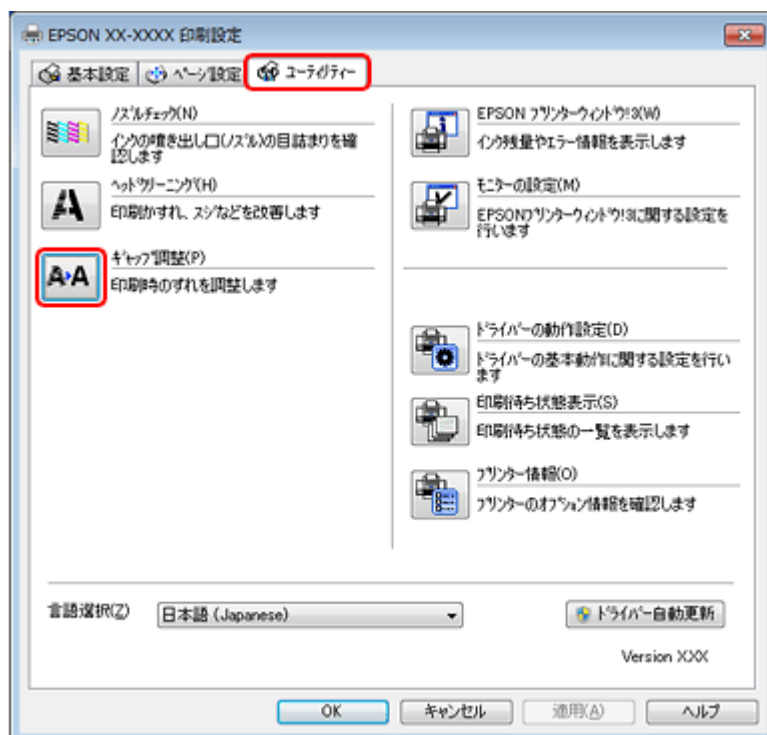 EPSON XX-XXXX 印刷設定
基本設定
ページ設定
ユーティリティー
ノズルチェック(N)
インクの噴き出し口(ノズル)の目詰まりを確
認します
ヘッドクリーニング(H)
印刷かすれ、スジなどを改善します
ギャップ調整(P)
印刷時のずれを調整します
EPSON プリンターウィンドウ!3(W)
インク残量やエラー情報を表示します
モニターの設定(M)
EPSONプリンターウィンドウ!3に関する設定を
行います
ドライバーの動作設定(D)
ドライバーの基本動作に関する設定を行い
ます
印刷待ち状態表示(S)
印刷待ち状態の一覧を表示します
プリンター情報(O)
プリンターのオプション情報を確認します
言語選択(Z)
日本語 (Japanese)
ドライバー自動更新
Version XXX
OK
キャンセル
適用(A)
ヘルプ